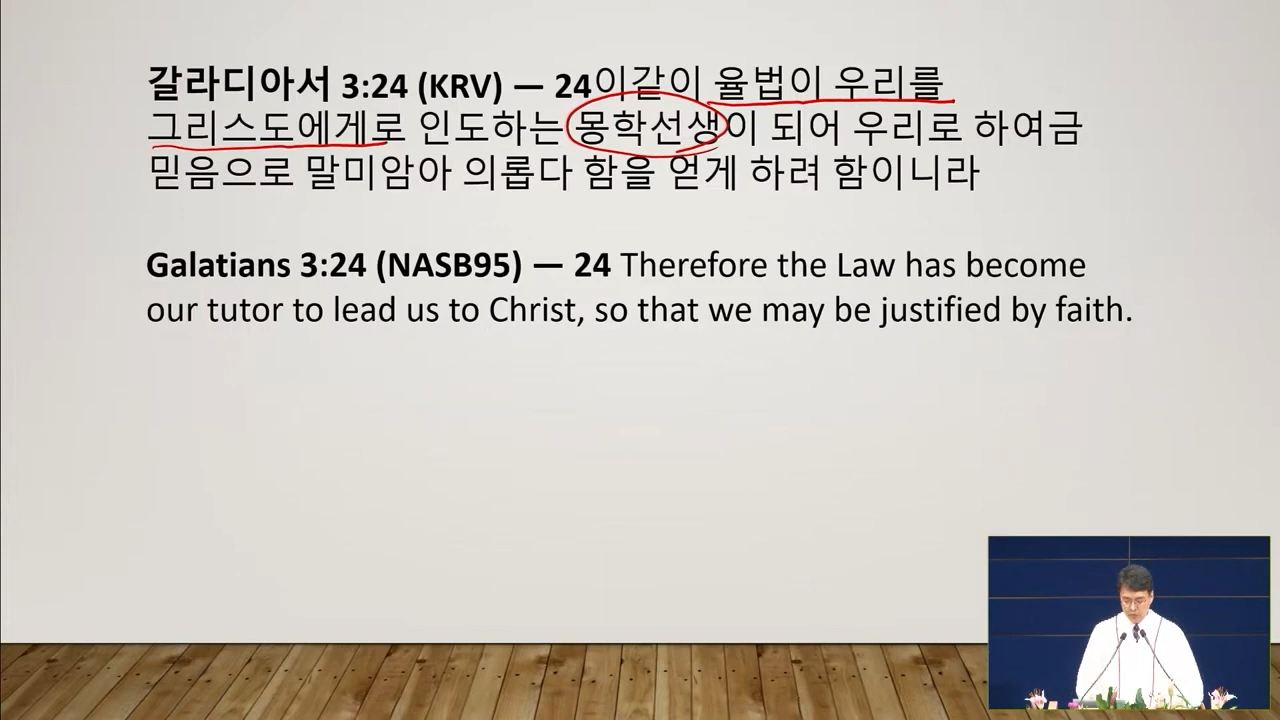 갈라디아서 3:24 (KRV) — 24이같이 율법이 우리를
그리스도에게로 인도하는 몽학선생이 되어 우리로 하여금
믿음으로 말미암아 의롭다 함을 얻게 하려 함이니라
Galatians 3:24 (NASB95) — 24 Therefore the Law has become
our tutor to lead us to Christ, so that we may be justified by faith.